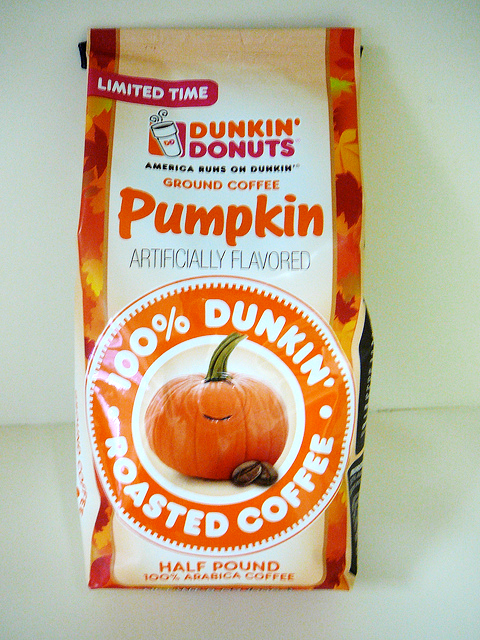 LIMITED TIME
DD
DUNKIN'
DONUTS
AMERICA RUNS ON DUNKIN'
GROUND COFFEE
Pumpkin
ARTIFICIALLY FLAVORED
100% DUNKIN'
ROASTED COFFEE
HALF POUND
100% ARABICA COFFEE